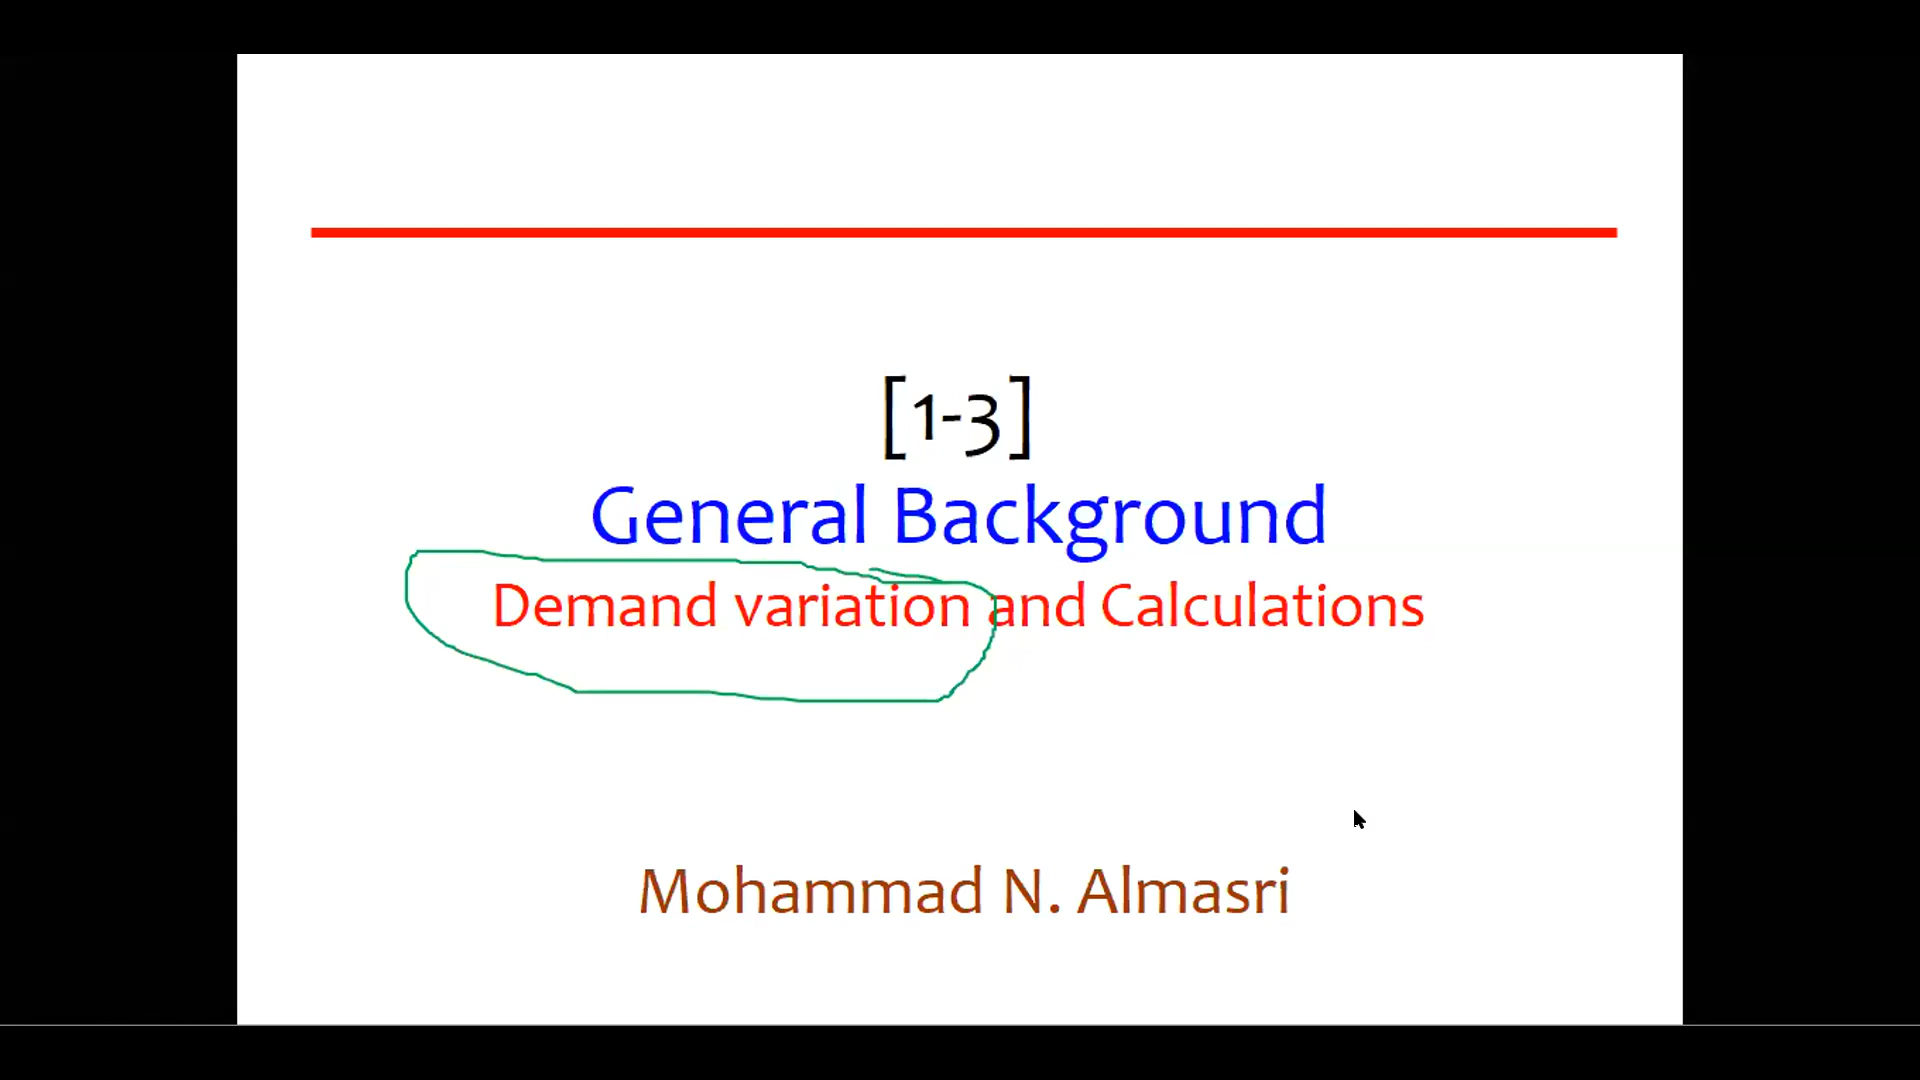 [1-3]
General Background
Demand variation and Calculations
Mohammad N. Almasri